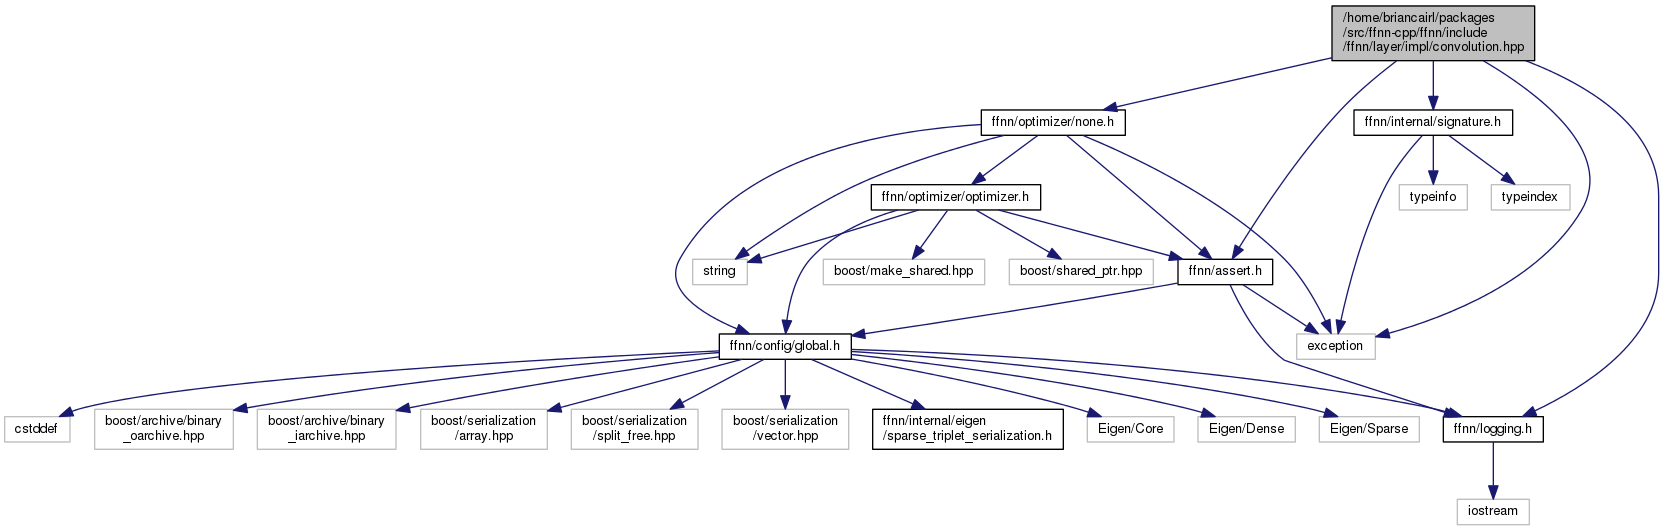 /home/briancairl/packages
/src/ffnn-cpp/ffnn/include
/ffnn/layer/impl/convolution.hpp
ffnn/optimizer/none.h
ffnn/internal/signature.h
ffnn/optimizer/optimizer.h
typeinfo
typeindex
string
boost/make_shared.hpp
boost/shared_ptr.hpp
ffnn/assert.h
ffnn/config/global.h
exception
cstddef
boost/archive/binary
_oarchive.hpp
boost/archive/binary
_iarchive.hpp
boost/serialization
/array.hpp
boost/serialization
/split_free.hpp
boost/serialization
/vector.hpp
ffnn/internal/eigen
/sparse_triplet_serialization.h
Eigen/Core
Eigen/Dense
Eigen/Sparse
ffnn/logging.h
iostream